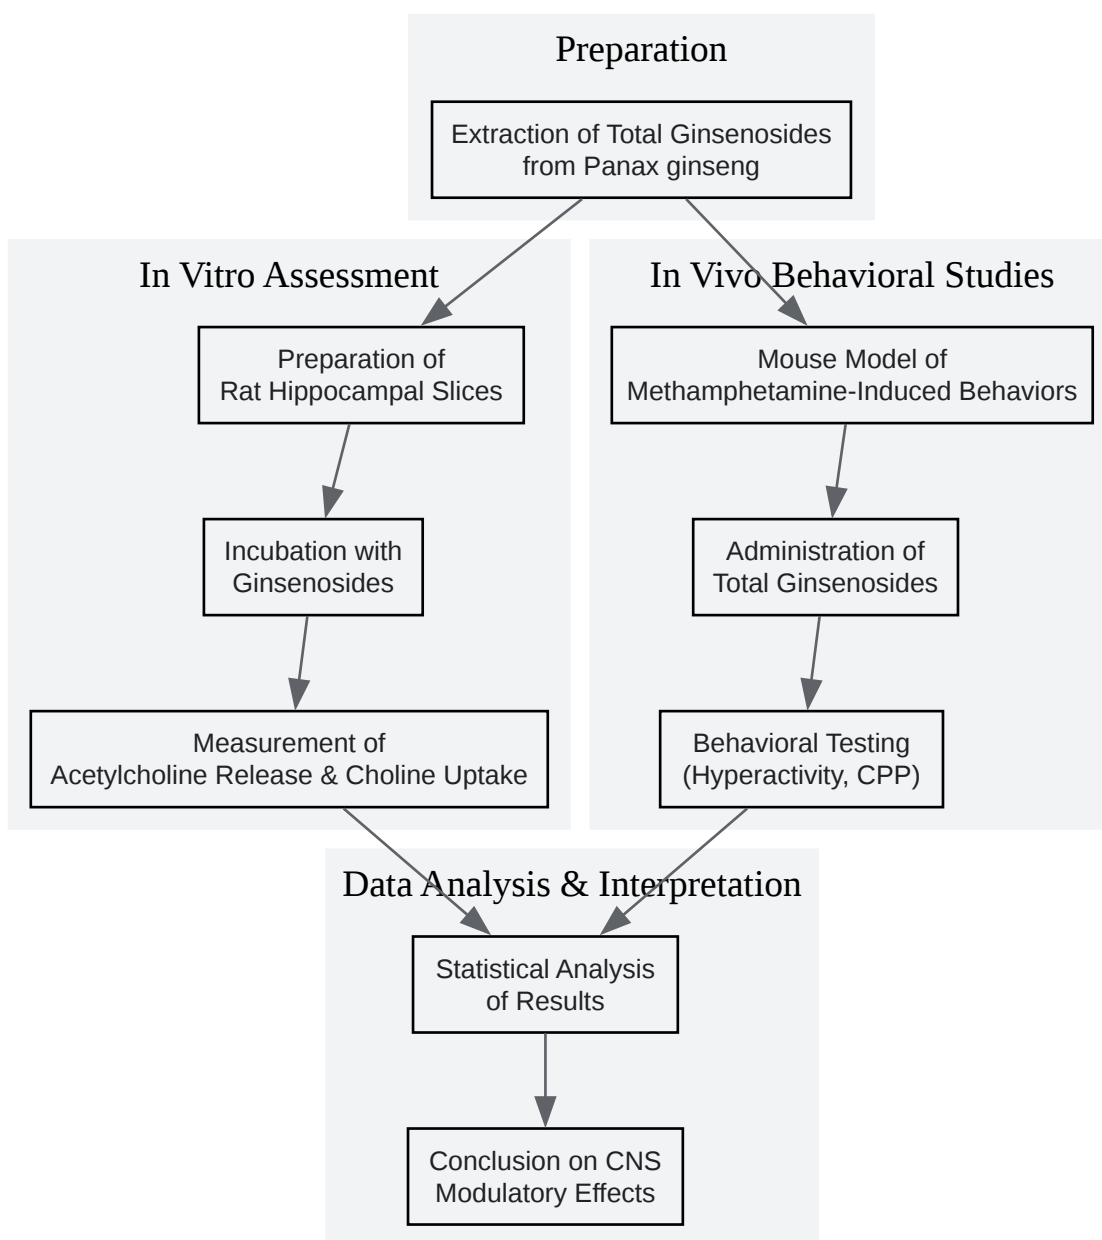 Preparation
Extraction of Total Ginsenosides
from Panax ginseng
In Vitro Assessment
Preparation of
Rat Hippocampal Slices
Incubation with
Ginsenosides
Measurement of
Acetylcholine Release & Choline Uptake
In Vivo Behavioral Studies
Mouse Model of
Methamphetamine-Induced Behaviors
Administration of
Total Ginsenosides
Behavioral Testing
(Hyperactivity, CPP)
Data Analysis & Interpretation
Statistical Analysis
of Results
Conclusion on CNS
Modulatory Effects